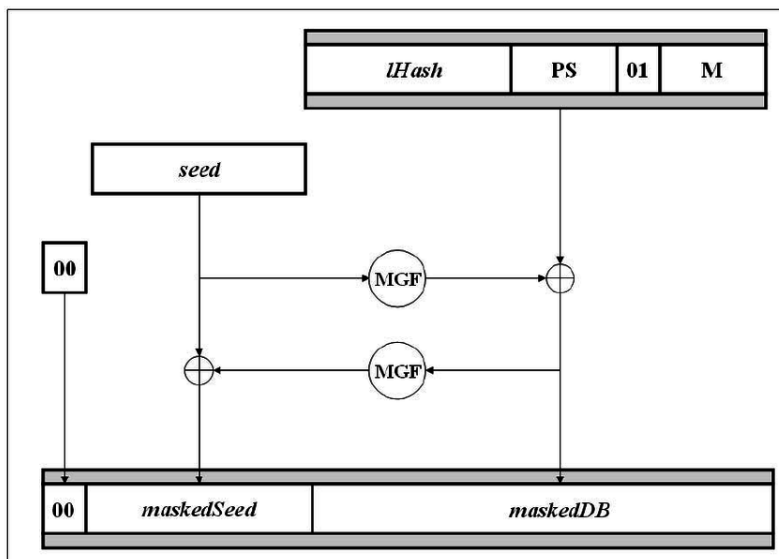 lHash PS 01 M
seed
00
MGF
MGF
00 maskedSeed maskedDB